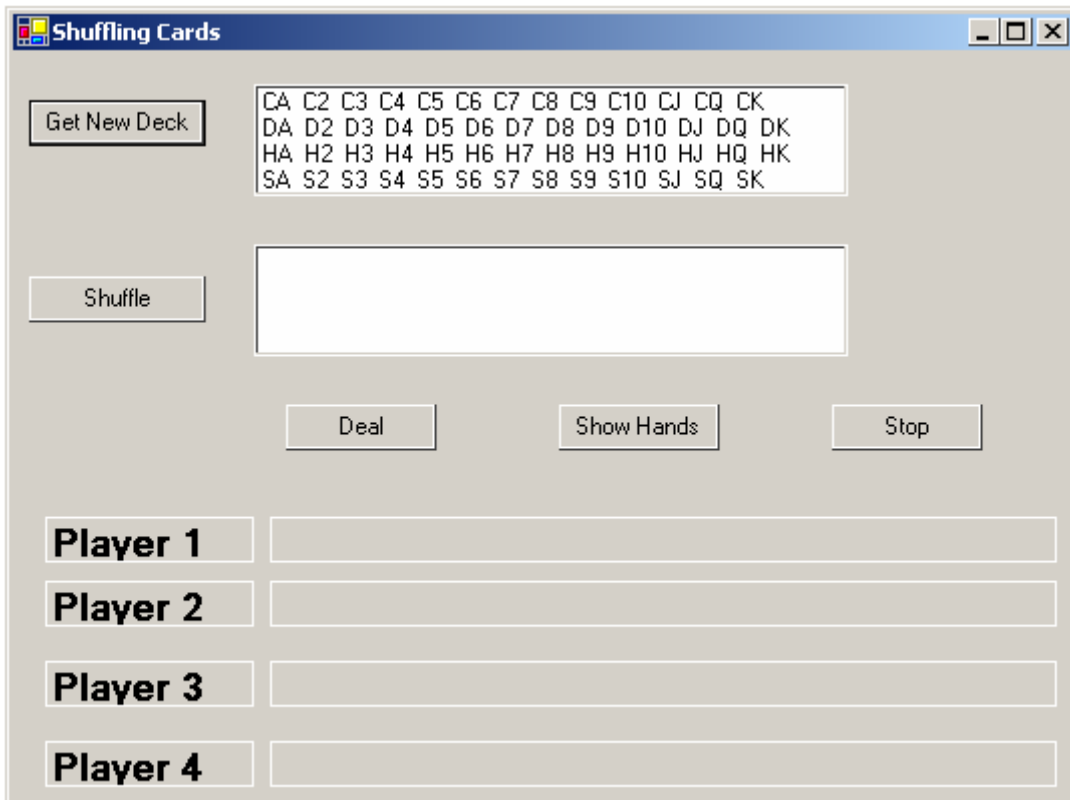 Shuffling Cards
Get New Deck
CA C2 C3 C4 C5 C6 C7 C8 C9 C10 CJ CQ CK
DA D2 D3 D4 D5 D6 D7 D8 D9 D10 DJ DQ DK
HA H2 H3 H4 H5 H6 H7 H8 H9 H10 HJ HQ HK
SA S2 S3 S4 S5 S6 S7 S8 S9 S10 SJ SQ SK
Shuffle
Deal Show Hands Stop
Player 1
Player 2
Player 3
Player 4